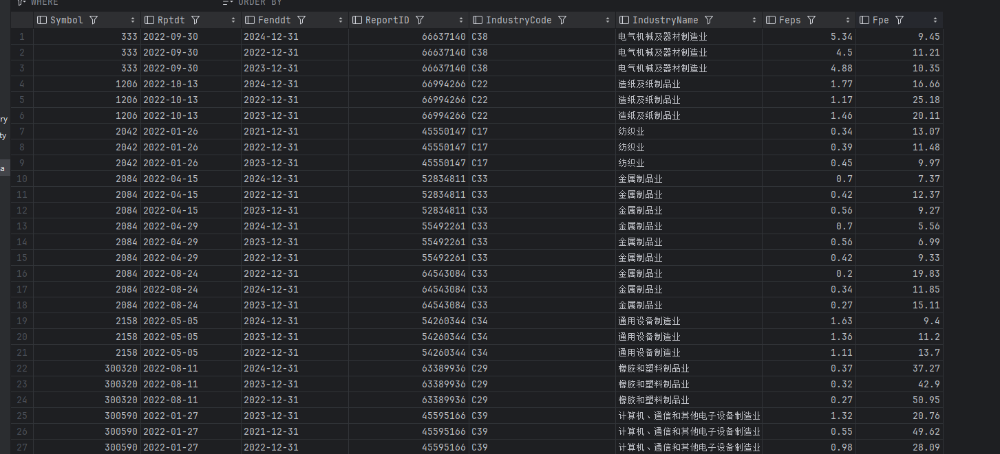 WHERE ORDER BY
Symbol Rptdt Fenddt ReportID IndustryCode IndustryName Feps Fpe
1 333 2022-09-30 2024-12-31 66637140 C38 电气机械及器材制造业 5.34 9.45
2 333 2022-09-30 2022-12-31 66637140 C38 电气机械及器材制造业 4.5 11.21
3 333 2022-09-30 2023-12-31 66637140 C38 电气机械及器材制造业 4.88 10.35
4 1206 2022-10-13 2024-12-31 66994266 C22 造纸及纸制品业 1.77 16.66
5 1206 2022-10-13 2022-12-31 66994266 C22 造纸及纸制品业 1.17 25.18
6 1206 2022-10-13 2023-12-31 66994266 C22 造纸及纸制品业 1.46 20.11
ry
7 2042 2022-01-26 2021-12-31 45550147 C17 纺织业 0.34 13.07
ty
8 2042 2022-01-26 2022-12-31 45550147 C17 纺织业 0.39 11.48
9 2042 2022-01-26 2023-12-31 45550147 C17 纺织业 0.45 9.97
a
10 2084 2022-04-15 2024-12-31 52834811 C33 金属制品业 0.7 7.37
11 2084 2022-04-15 2022-12-31 52834811 C33 金属制品业 0.42 12.37
12 2084 2022-04-15 2023-12-31 52834811 C33 金属制品业 0.56 9.27
13 2084 2022-04-29 2024-12-31 55492261 C33 金属制品业 0.7 5.56
14 2084 2022-04-29 2023-12-31 55492261 C33 金属制品业 0.56 6.99
15 2084 2022-04-29 2022-12-31 55492261 C33 金属制品业 0.42 9.33
16 2084 2022-08-24 2022-12-31 64543084 C33 金属制品业 0.2 19.83
17 2084 2022-08-24 2024-12-31 64543084 C33 金属制品业 0.34 11.85
18 2084 2022-08-24 2023-12-31 64543084 C33 金属制品业 0.27 15.11
19 2158 2022-05-05 2024-12-31 54260344 C34 通用设备制造业 1.63 9.4
20 2158 2022-05-05 2023-12-31 54260344 C34 通用设备制造业 1.36 11.2
21 2158 2022-05-05 2022-12-31 54260344 C34 通用设备制造业 1.11 13.7
22 300320 2022-08-11 2024-12-31 63389936 C29 橡胶和塑料制品业 0.37 37.27
23 300320 2022-08-11 2023-12-31 63389936 C29 橡胶和塑料制品业 0.32 42.9
24 300320 2022-08-11 2022-12-31 63389936 C29 橡胶和塑料制品业 0.27 50.95
25 300590 2022-01-27 2023-12-31 45595166 C39 计算机、通信和其他电子设备制造业 1.32 20.76
26 300590 2022-01-27 2021-12-31 45595166 C39 计算机、通信和其他电子设备制造业 0.55 49.62
27 300590 2022-01-27 2022-12-31 45595166 C39 计算机、通信和其他电子设备制造业 0.98 28.09